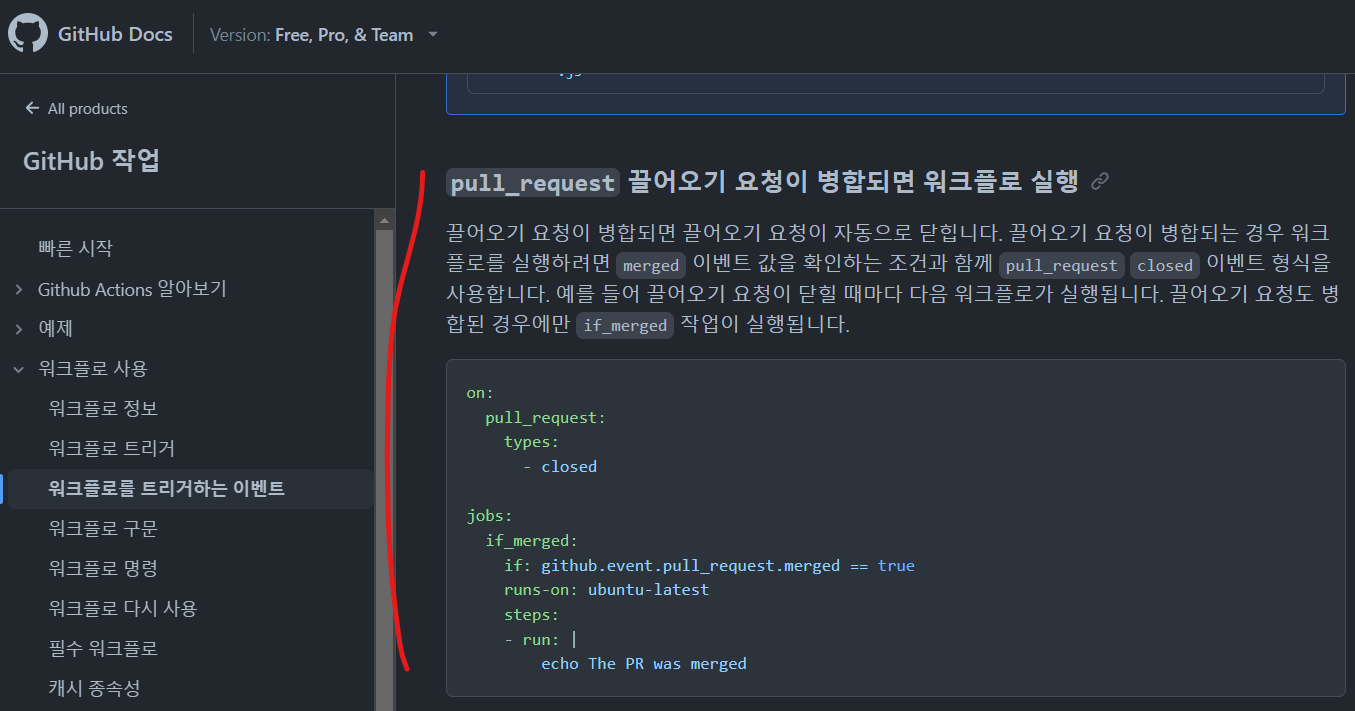 GitHub Docs
Version: Free, Pro, & Team
All products
GitHub 작업
빠른 시작
Github Actions 알아보기
예제
워크플로 사용
워크플로 정보
워크플로 트리거
워크플로를 트리거하는 이벤트
워크플로 구문
워크플로 명령
워크플로 다시 사용
필수 워크플로
캐시 종속성
pull_request 끌어오기 요청이 병합되면 워크플로 실행
끌어오기 요청이 병합되면 끌어오기 요청이 자동으로 닫힙니다. 끌어오기 요청이 병합되는 경우 워크
플로를 실행하려면 merged 이벤트 값을 확인하는 조건과 함께 pull_request closed 이벤트 형식을
사용합니다. 예를 들어 끌어오기 요청이 닫힐 때마다 다음 워크플로가 실행됩니다. 끌어오기 요청도 병
합된 경우에만 if_merged 작업이 실행됩니다.
on:
  pull_request:
    types:
      - closed
jobs:
  if_merged:
    if: github.event.pull_request.merged == true
    runs-on: ubuntu-latest
    steps:
    - run: |
        echo The PR was merged